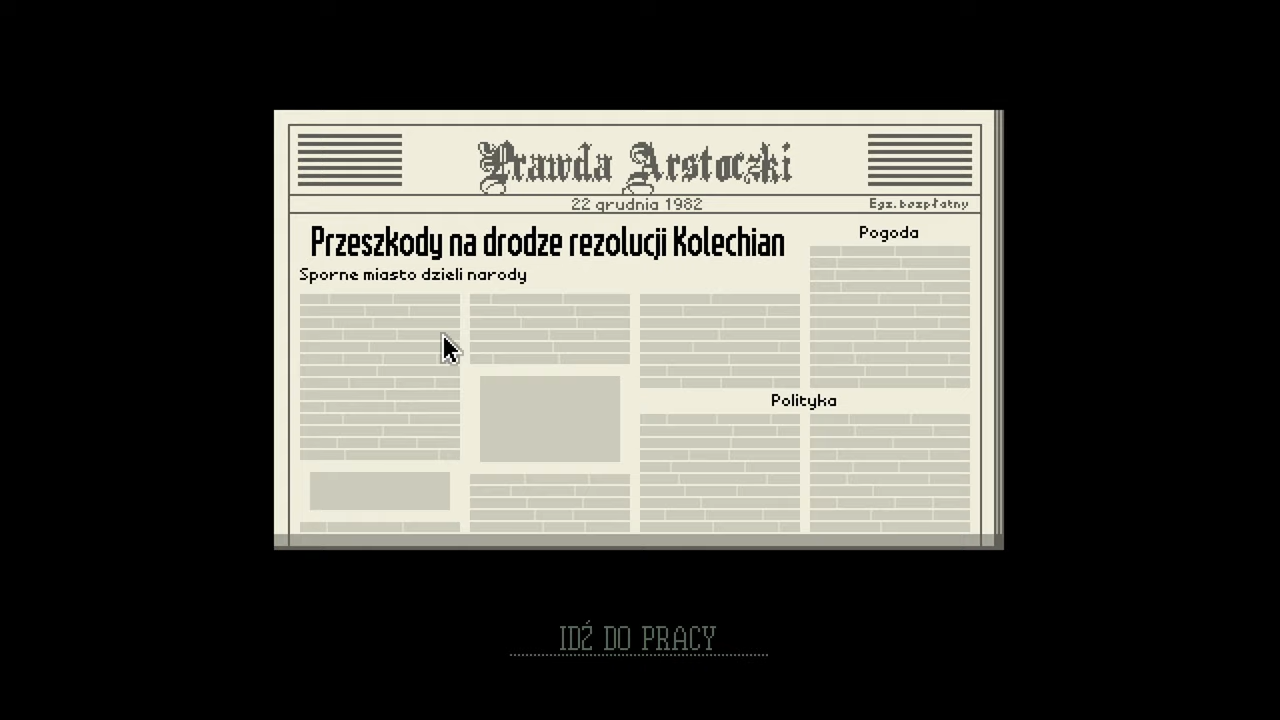 Prawda Arstoczki
22 grudnia 1982
Egz. bezpłatny
Przeszkody na drodze rezolucji Kolechian
Sporne miasto dzieli narody
Pogoda
Polityka
IDŹ DO PRACY